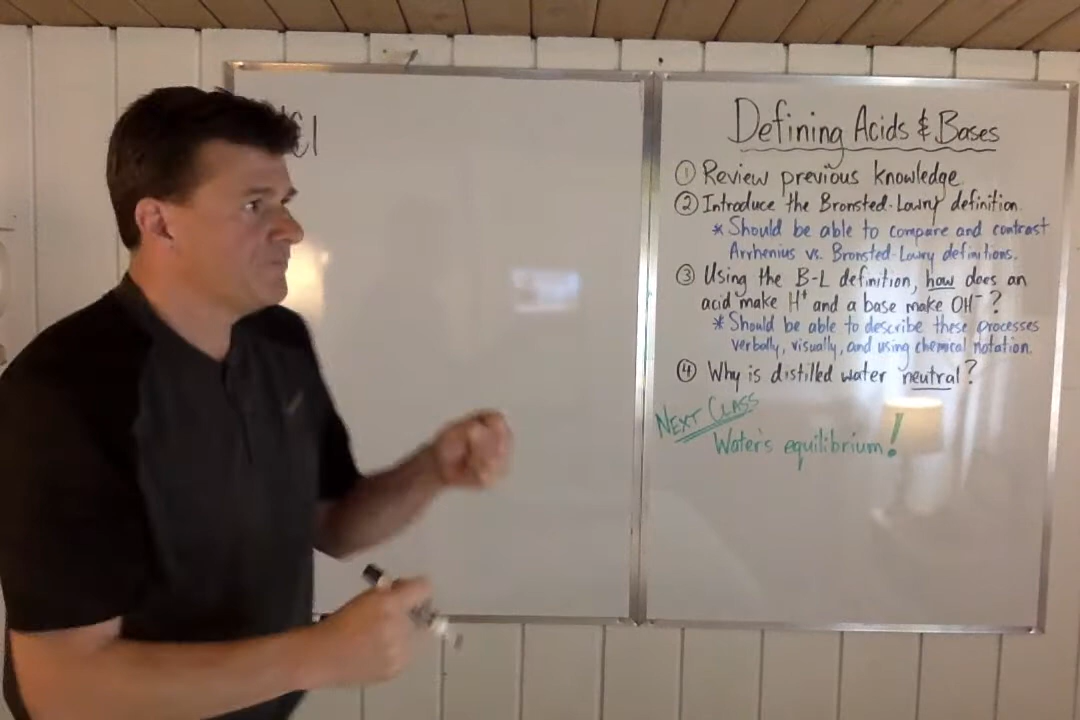 Cl
Defining Acids & Bases
① Review previous knowledge
② Introduce the Bronsted-Lowry definition.
* Should be able to compare and contrast
Arrhenius vs. Bronsted-Lowry definitions.
③ Using the B-L definition, how does an
acid make H⁺ and a base make OH⁻?
* Should be able to describe these processes
verbally, visually, and using chemical notation.
④ Why is distilled water neutral?
NEXT CLASS
Water's equilibrium!